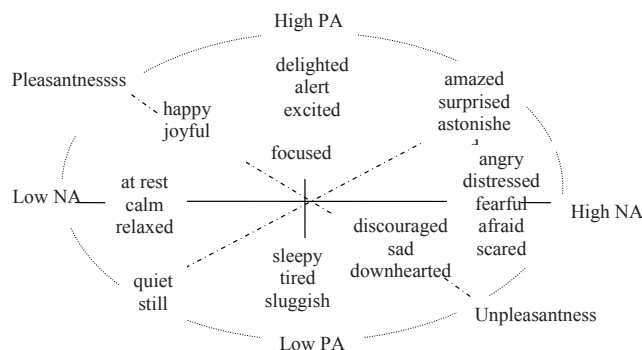 High PA
Pleasantnessss
delighted
alert
excited
amazed
surprised
astonishe
happy
joyful
focused
angry
distressed
fearful
afraid
scared
Low NA
at rest
calm
relaxed
High NA
discouraged
sad
downhearted
sleepy
tired
sluggish
quiet
still
Unpleasantness
Low PA